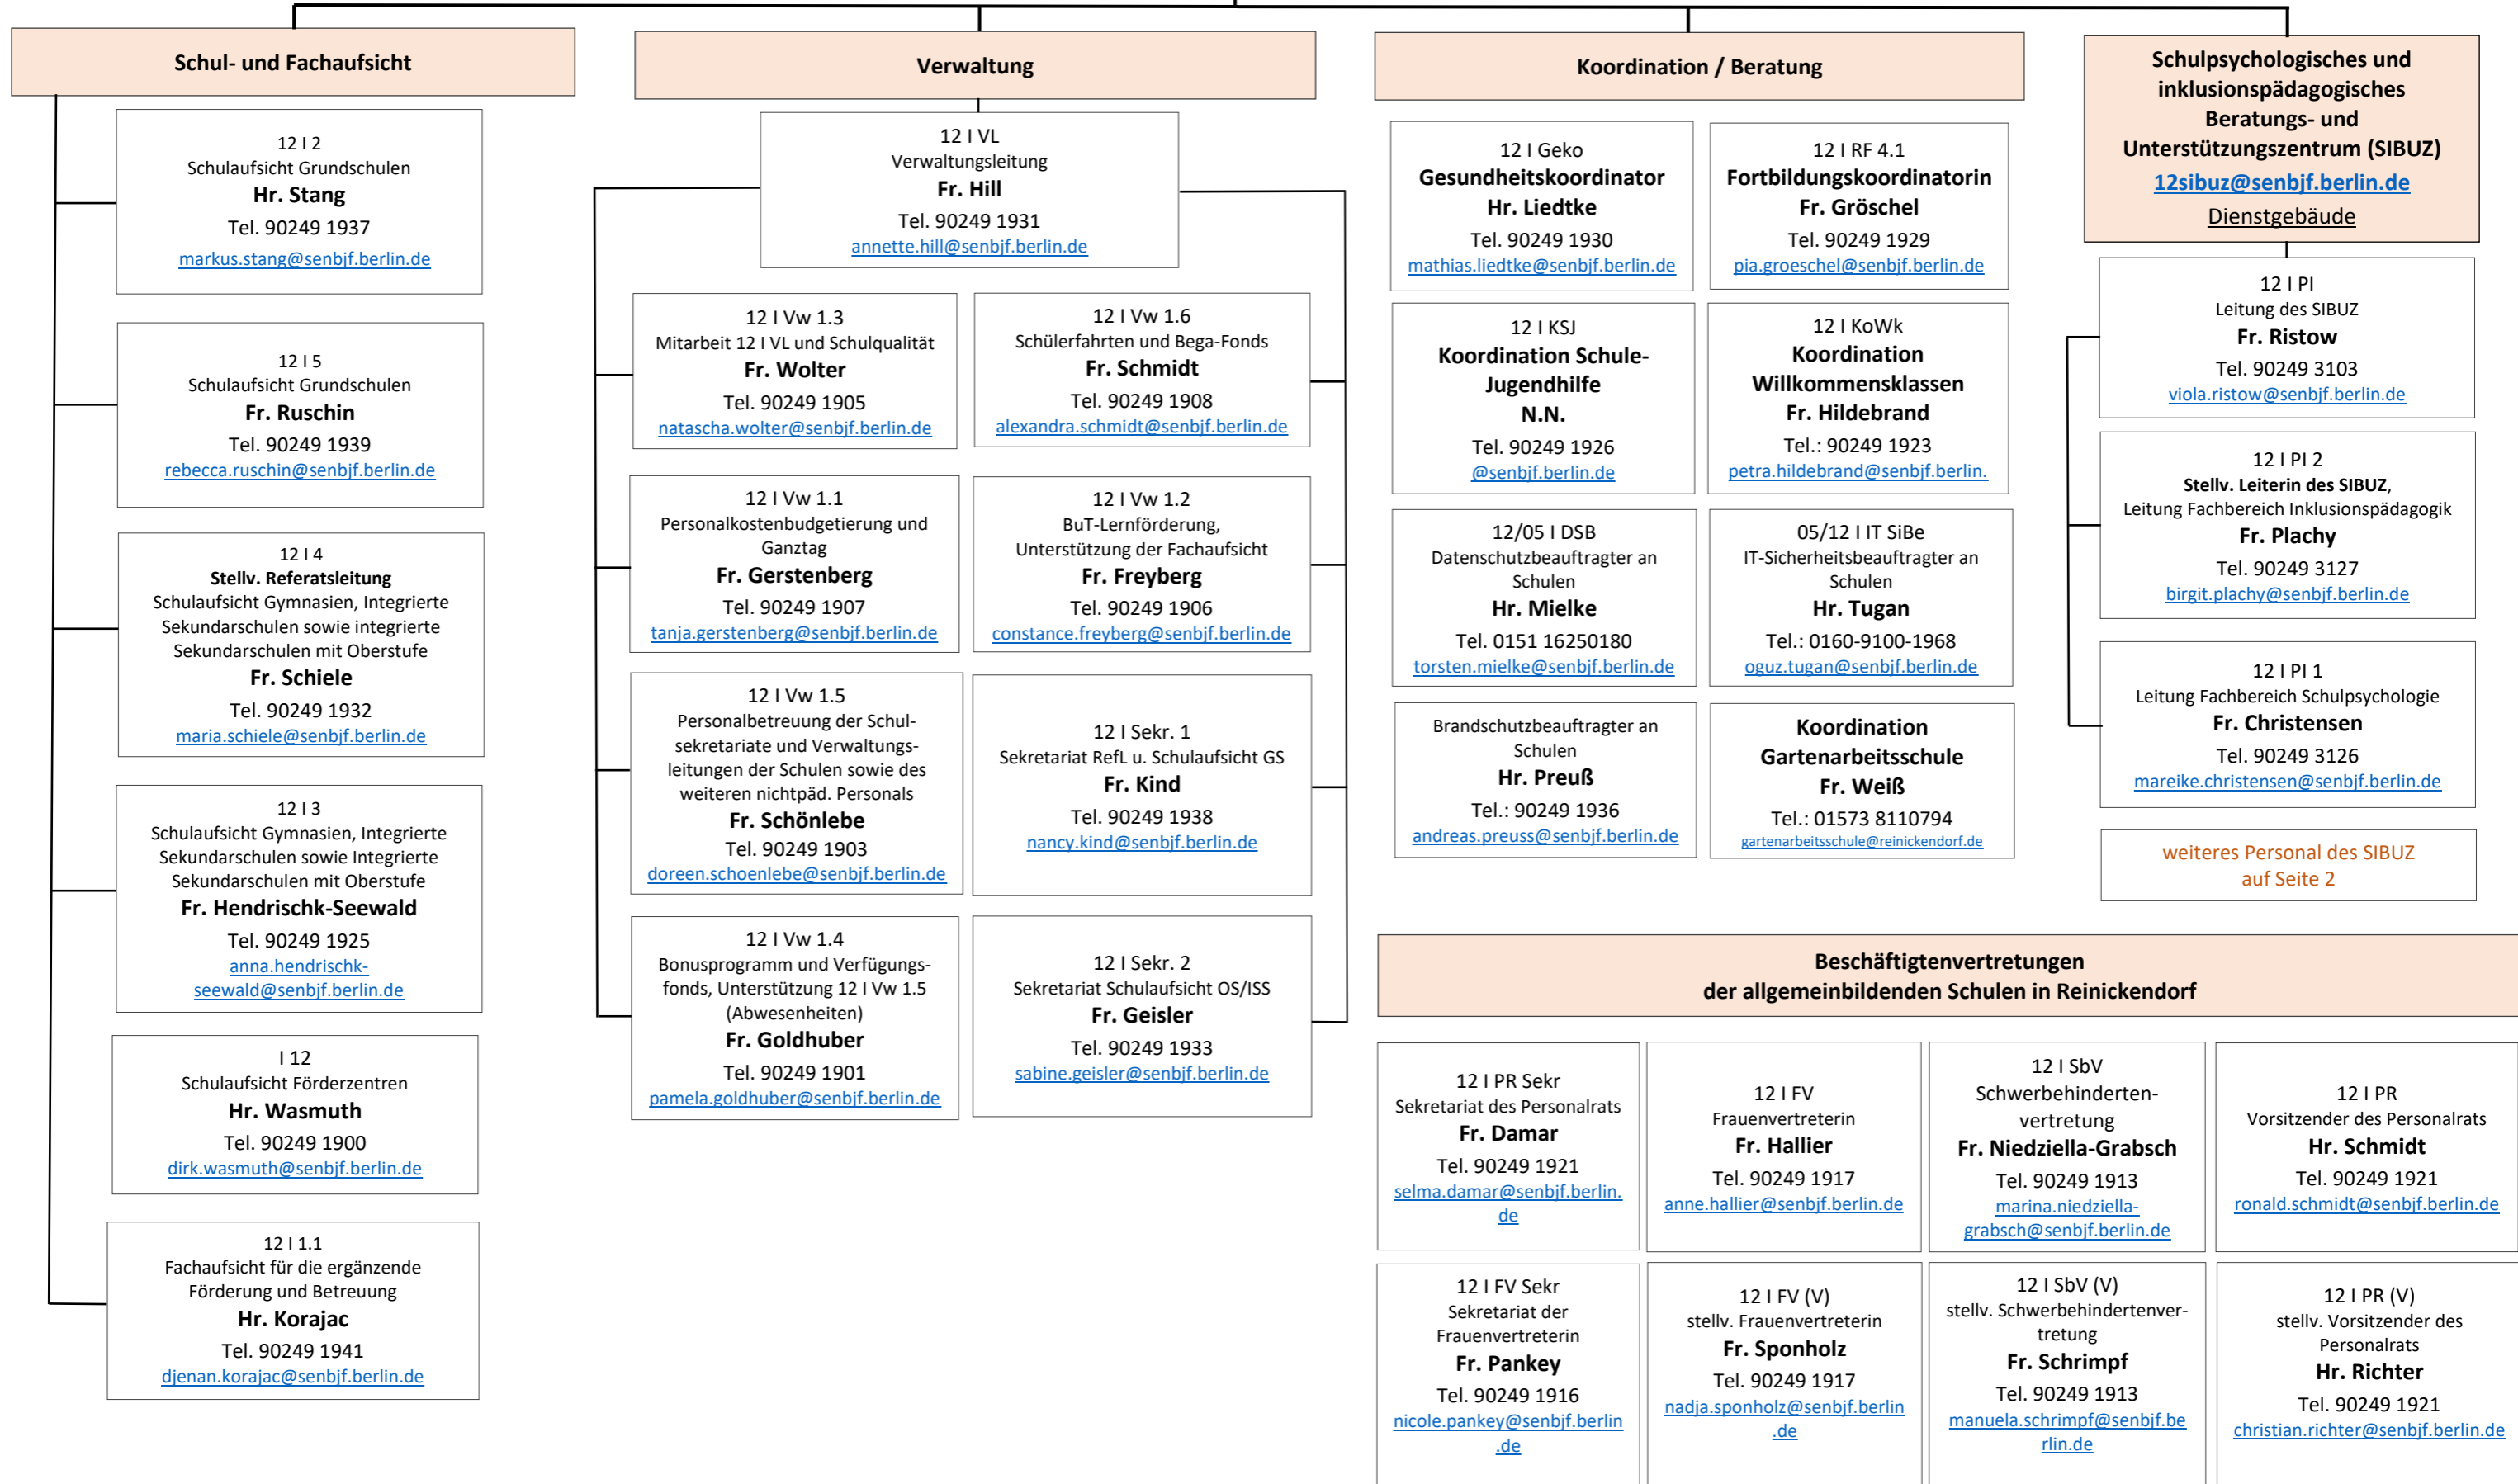 Schul- und Fachaufsicht
12 I 2
Schulaufsicht Grundschulen
Hr. Stang
Tel. 90249 1937
markus.stang@senbjf.berlin.de
12 I 5
Schulaufsicht Grundschulen
Fr. Ruschin
Tel. 90249 1939
rebecca.ruschin@senbjf.berlin.de
12 I 4
Stellv. Referatsleitung
Schulaufsicht Gymnasien, Integrierte
Sekundarschulen sowie integrierte
Sekundarschulen mit Oberstufe
Fr. Schiele
Tel. 90249 1932
maria.schiele@senbjf.berlin.de
12 I 3
Schulaufsicht Gymnasien, Integrierte
Sekundarschulen sowie Integrierte
Sekundarschulen mit Oberstufe
Fr. Hendrischk-Seewald
Tel. 90249 1925
anna.hendrischk-
seewald@senbjf.berlin.de
I 12
Schulaufsicht Förderzentren
Hr. Wasmuth
Tel. 90249 1900
dirk.wasmuth@senbjf.berlin.de
12 I 1.1
Fachaufsicht für die ergänzende
Förderung und Betreuung
Hr. Korajac
Tel. 90249 1941
djenan.korajac@senbjf.berlin.de
Verwaltung
12 I VL
Verwaltungsleitung
Fr. Hill
Tel. 90249 1931
annette.hill@senbjf.berlin.de
12 I Vw 1.3
Mitarbeit 12 I VL und Schulqualität
Fr. Wolter
Tel. 90249 1905
natascha.wolter@senbjf.berlin.de
12 I Vw 1.6
Schülerfahrten und Bega-Fonds
Fr. Schmidt
Tel. 90249 1908
alexandra.schmidt@senbjf.berlin.de
12 I Vw 1.1
Personalkostenbudgetierung und
Ganztag
Fr. Gerstenberg
Tel. 90249 1907
tanja.gerstenberg@senbjf.berlin.de
12 I Vw 1.2
BuT-Lernförderung,
Unterstützung der Fachaufsicht
Fr. Freyberg
Tel. 90249 1906
constance.freyberg@senbjf.berlin.de
12 I Vw 1.5
Personalbetreuung der Schul-
sekretariate und Verwaltungs-
leitungen der Schulen sowie des
weiteren nichtpäd. Personals
Fr. Schönlebe
Tel. 90249 1903
doreen.schoenlebe@senbjf.berlin.de
12 I Sekr. 1
Sekretariat RefL u. Schulaufsicht GS
Fr. Kind
Tel. 90249 1938
nancy.kind@senbjf.berlin.de
12 I Vw 1.4
Bonusprogramm und Verfügungs-
fonds, Unterstützung 12 I Vw 1.5
(Abwesenheiten)
Fr. Goldhuber
Tel. 90249 1901
pamela.goldhuber@senbjf.berlin.de
12 I Sekr. 2
Sekretariat Schulaufsicht OS/ISS
Fr. Geisler
Tel. 90249 1933
sabine.geisler@senbjf.berlin.de
Koordination / Beratung
12 I Geko
Gesundheitskoordinator
Hr. Liedtke
Tel. 90249 1930
mathias.liedtke@senbjf.berlin.de
12 I RF 4.1
Fortbildungskoordinatorin
Fr. Gröschel
Tel. 90249 1929
pia.groeschel@senbjf.berlin.de
12 I KSJ
Koordination Schule-
Jugendhilfe
N.N.
Tel. 90249 1926
@senbjf.berlin.de
12 I KoWk
Koordination
Willkommensklassen
Fr. Hildebrand
Tel.: 90249 1923
petra.hildebrand@senbjf.berlin.
12/05 I DSB
Datenschutzbeauftragter an
Schulen
Hr. Mielke
Tel. 0151 16250180
torsten.mielke@senbjf.berlin.de
05/12 I IT SiBe
IT-Sicherheitsbeauftragter an
Schulen
Hr. Tugan
Tel.: 0160-9100-1968
oguz.tugan@senbjf.berlin.de
Brandschutzbeauftragter an
Schulen
Hr. Preuß
Tel.: 90249 1936
andreas.preuss@senbjf.berlin.de
Koordination
Gartenarbeitsschule
Fr. Weiß
Tel.: 01573 8110794
gartenarbeitsschule@reinickendorf.de
Schulpsychologisches und
inklusionspädagogisches
Beratungs- und
Unterstützungszentrum (SIBUZ)
12sibuz@senbjf.berlin.de
Dienstgebäude
12 I PI
Leitung des SIBUZ
Fr. Ristow
Tel. 90249 3103
viola.ristow@senbjf.berlin.de
12 I PI 2
Stellv. Leiterin des SIBUZ,
Leitung Fachbereich Inklusionspädagogik
Fr. Plachy
Tel. 90249 3127
birgit.plachy@senbjf.berlin.de
12 I PI 1
Leitung Fachbereich Schulpsychologie
Fr. Christensen
Tel. 90249 3126
mareike.christensen@senbjf.berlin.de
weiteres Personal des SIBUZ
auf Seite 2
Beschäftigtenvertretungen
der allgemeinbildenden Schulen in Reinickendorf
12 I PR Sekr
Sekretariat des Personalrats
Fr. Damar
Tel. 90249 1921
selma.damar@senbjf.berlin.
de
12 I FV
Frauenvertreterin
Fr. Hallier
Tel. 90249 1917
anne.hallier@senbjf.berlin.de
12 I SbV
Schwerbehinderten-
vertretung
Fr. Niedziella-Grabsch
Tel. 90249 1913
marina.niedziella-
grabsch@senbjf.berlin.de
12 I PR
Vorsitzender des Personalrats
Hr. Schmidt
Tel. 90249 1921
ronald.schmidt@senbjf.berlin.de
12 I FV Sekr
Sekretariat der
Frauenvertreterin
Fr. Pankey
Tel. 90249 1916
nicole.pankey@senbjf.berlin
.de
12 I FV (V)
stellv. Frauenvertreterin
Fr. Sponholz
Tel. 90249 1917
nadja.sponholz@senbjf.berlin
.de
12 I SbV (V)
stellv. Schwerbehindertenver-
tretung
Fr. Schrimpf
Tel. 90249 1913
manuela.schrimpf@senbjf.be
rlin.de
12 I PR (V)
stellv. Vorsitzender des
Personalrats
Hr. Richter
Tel. 90249 1921
christian.richter@senbjf.berlin.de